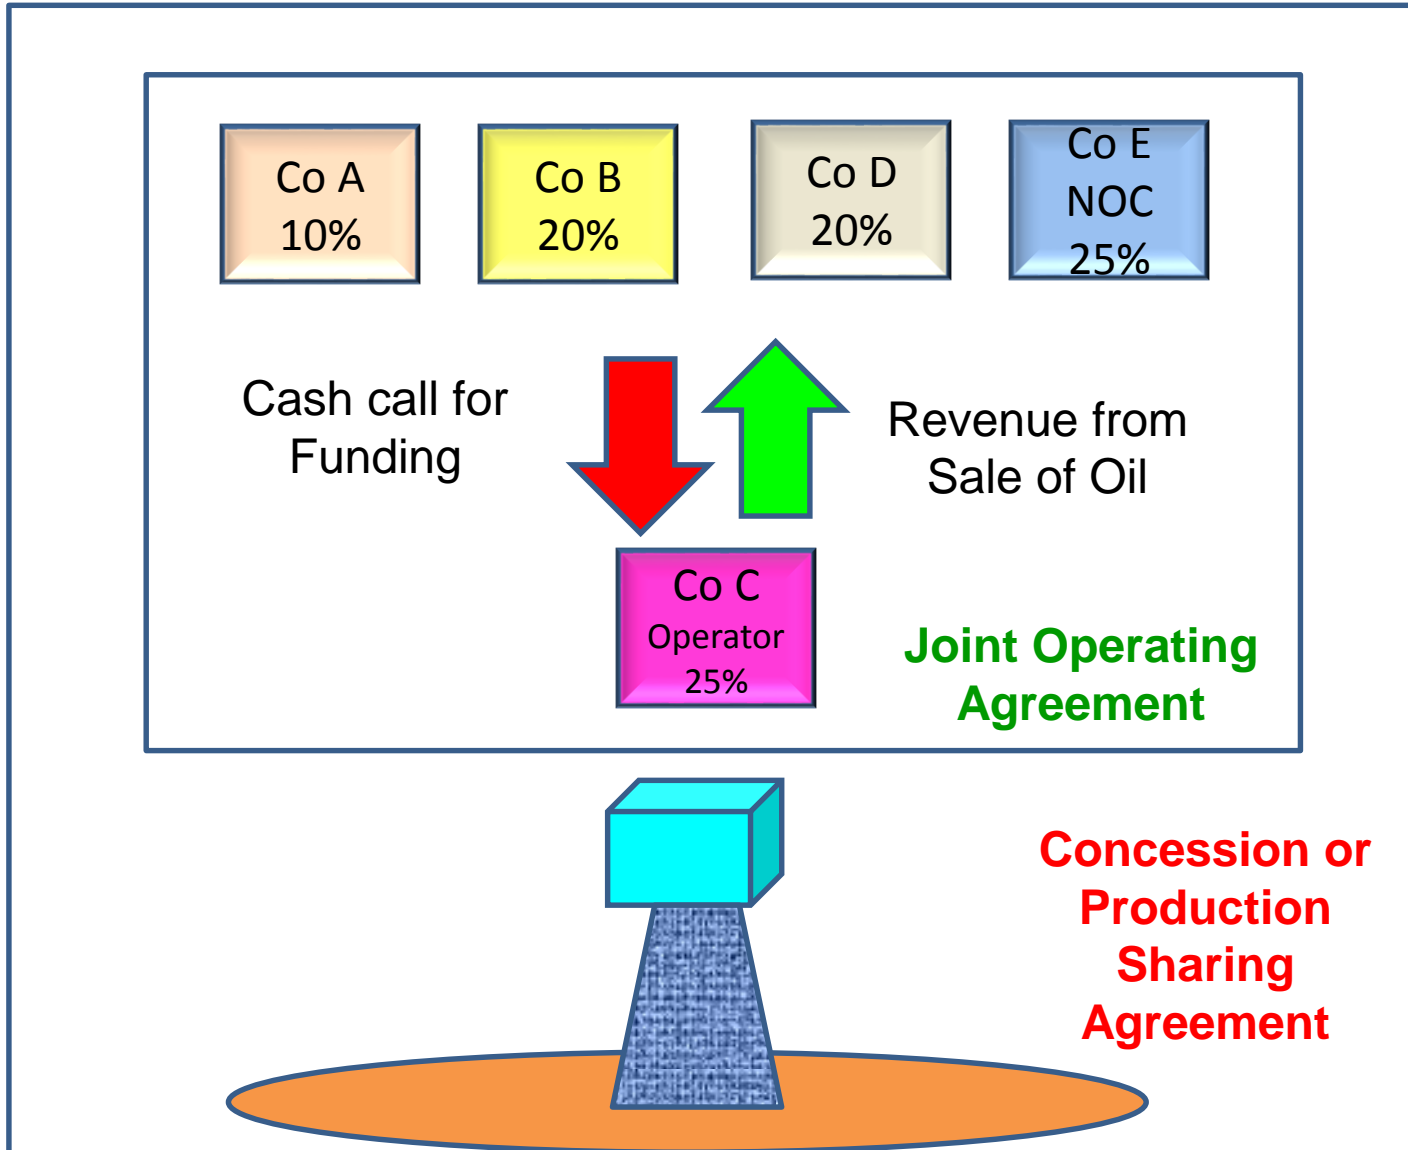 Co A
10%
Co B
20%
Co D
20%
Co E
NOC
25%
Cash call for
Funding
Revenue from
Sale of Oil
Co C
Operator
25%
Joint Operating
Agreement
Concession or
Production
Sharing
Agreement